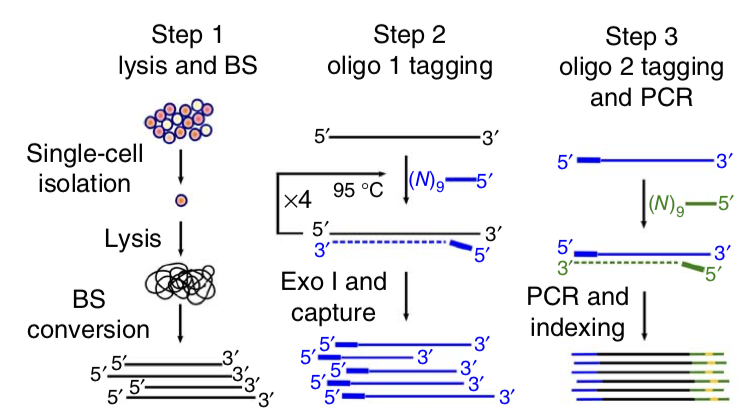 Step 1
lysis and BS
Single-cell
isolation
Lysis
BS
conversion
5′ 3′
5′ 3′
5′ 3′
5′ 3′
Step 2
oligo 1 tagging
5′ 3′
×4 95 °C (N)9 5′
5′ 3′
3′ 5′
Exo I and
capture
5′ 3′
5′ 3′
5′ 3′
5′ 3′
5′ 3′
Step 3
oligo 2 tagging
and PCR
5′ 3′
(N)9 5′
5′ 3′
3′ 5′
PCR and
indexing